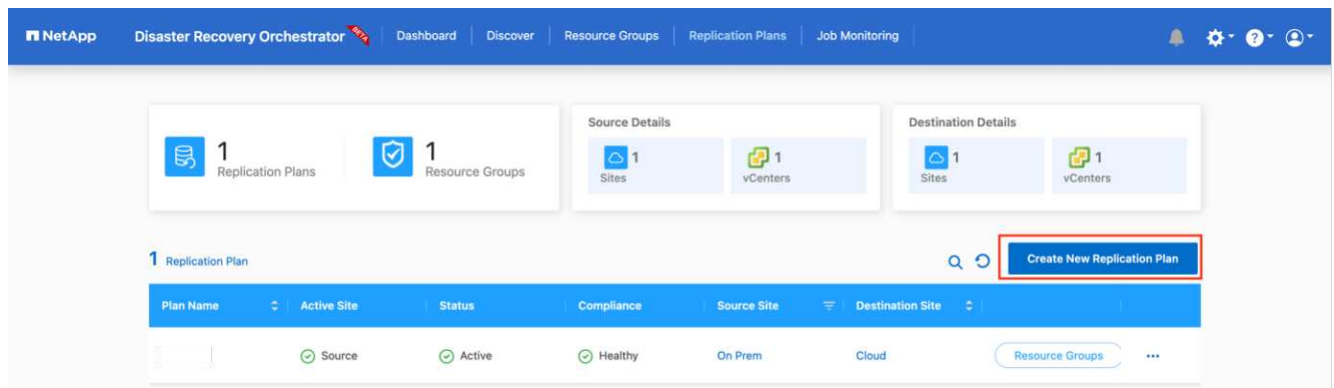 NetApp Disaster Recovery Orchestrator BETA Dashboard Discover Resource Groups Replication Plans Job Monitoring
Source Details Destination Details
1 Replication Plans
1 Resource Groups
1 Sites
1 vCenters
1 Sites
1 vCenters
1 Replication Plan
Create New Replication Plan
Plan Name Active Site Status Compliance Source Site Destination Site
Source Active Healthy On Prem Cloud Resource Groups ...